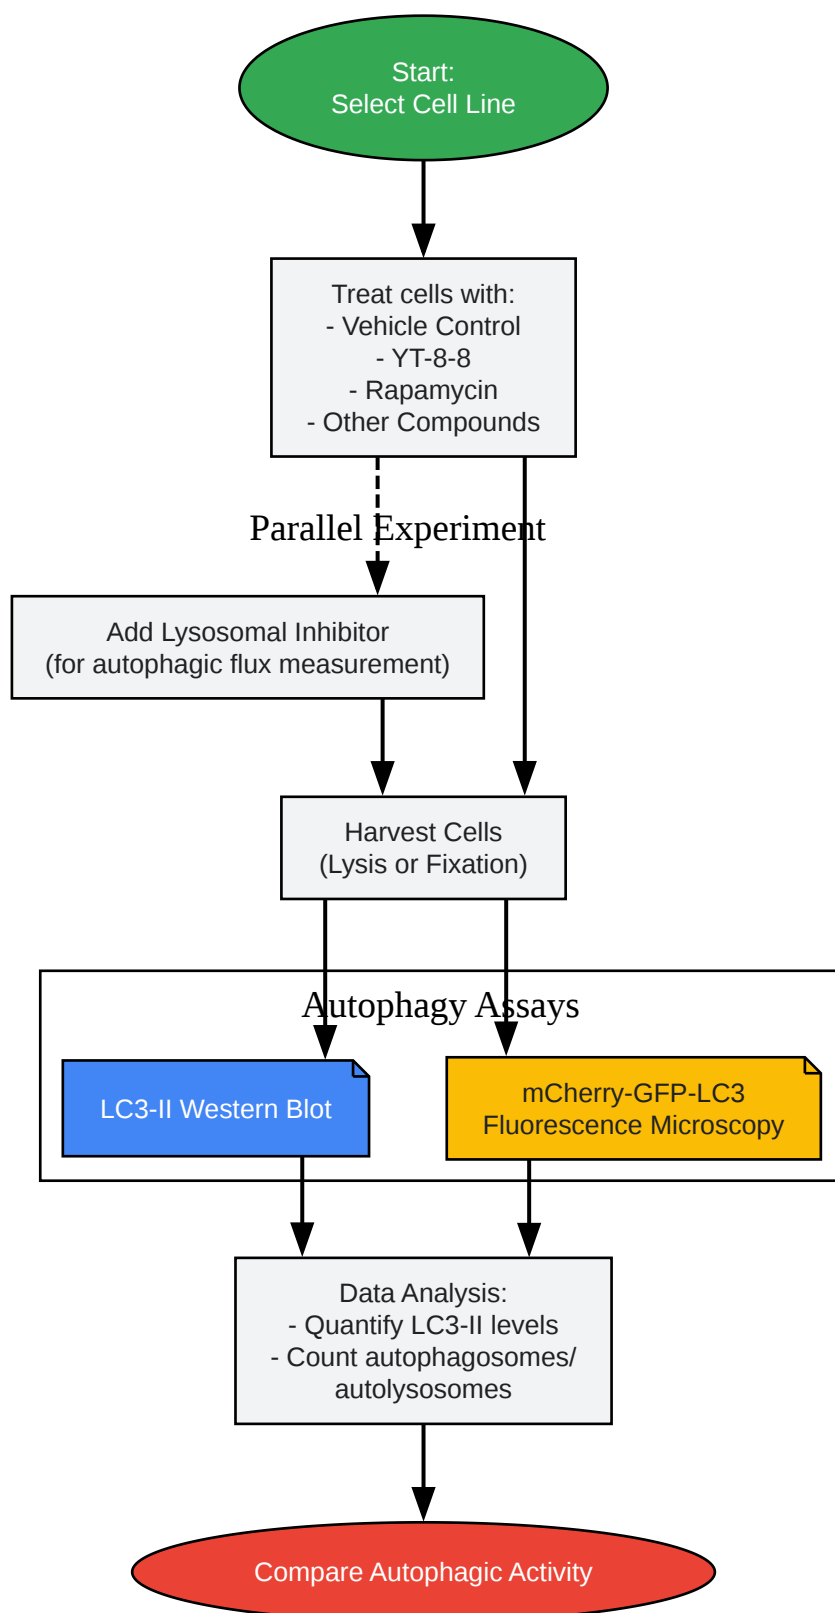 Start:
Select Cell Line
Treat cells with:
- Vehicle Control
- YT-8-8
- Rapamycin
- Other Compounds
Parallel Experiment
Add Lysosomal Inhibitor
(for autophagic flux measurement)
Harvest Cells
(Lysis or Fixation)
Autophagy Assays
LC3-II Western Blot
mCherry-GFP-LC3
Fluorescence Microscopy
Data Analysis:
- Quantify LC3-II levels
- Count autophagosomes/
autolysosomes
Compare Autophagic Activity